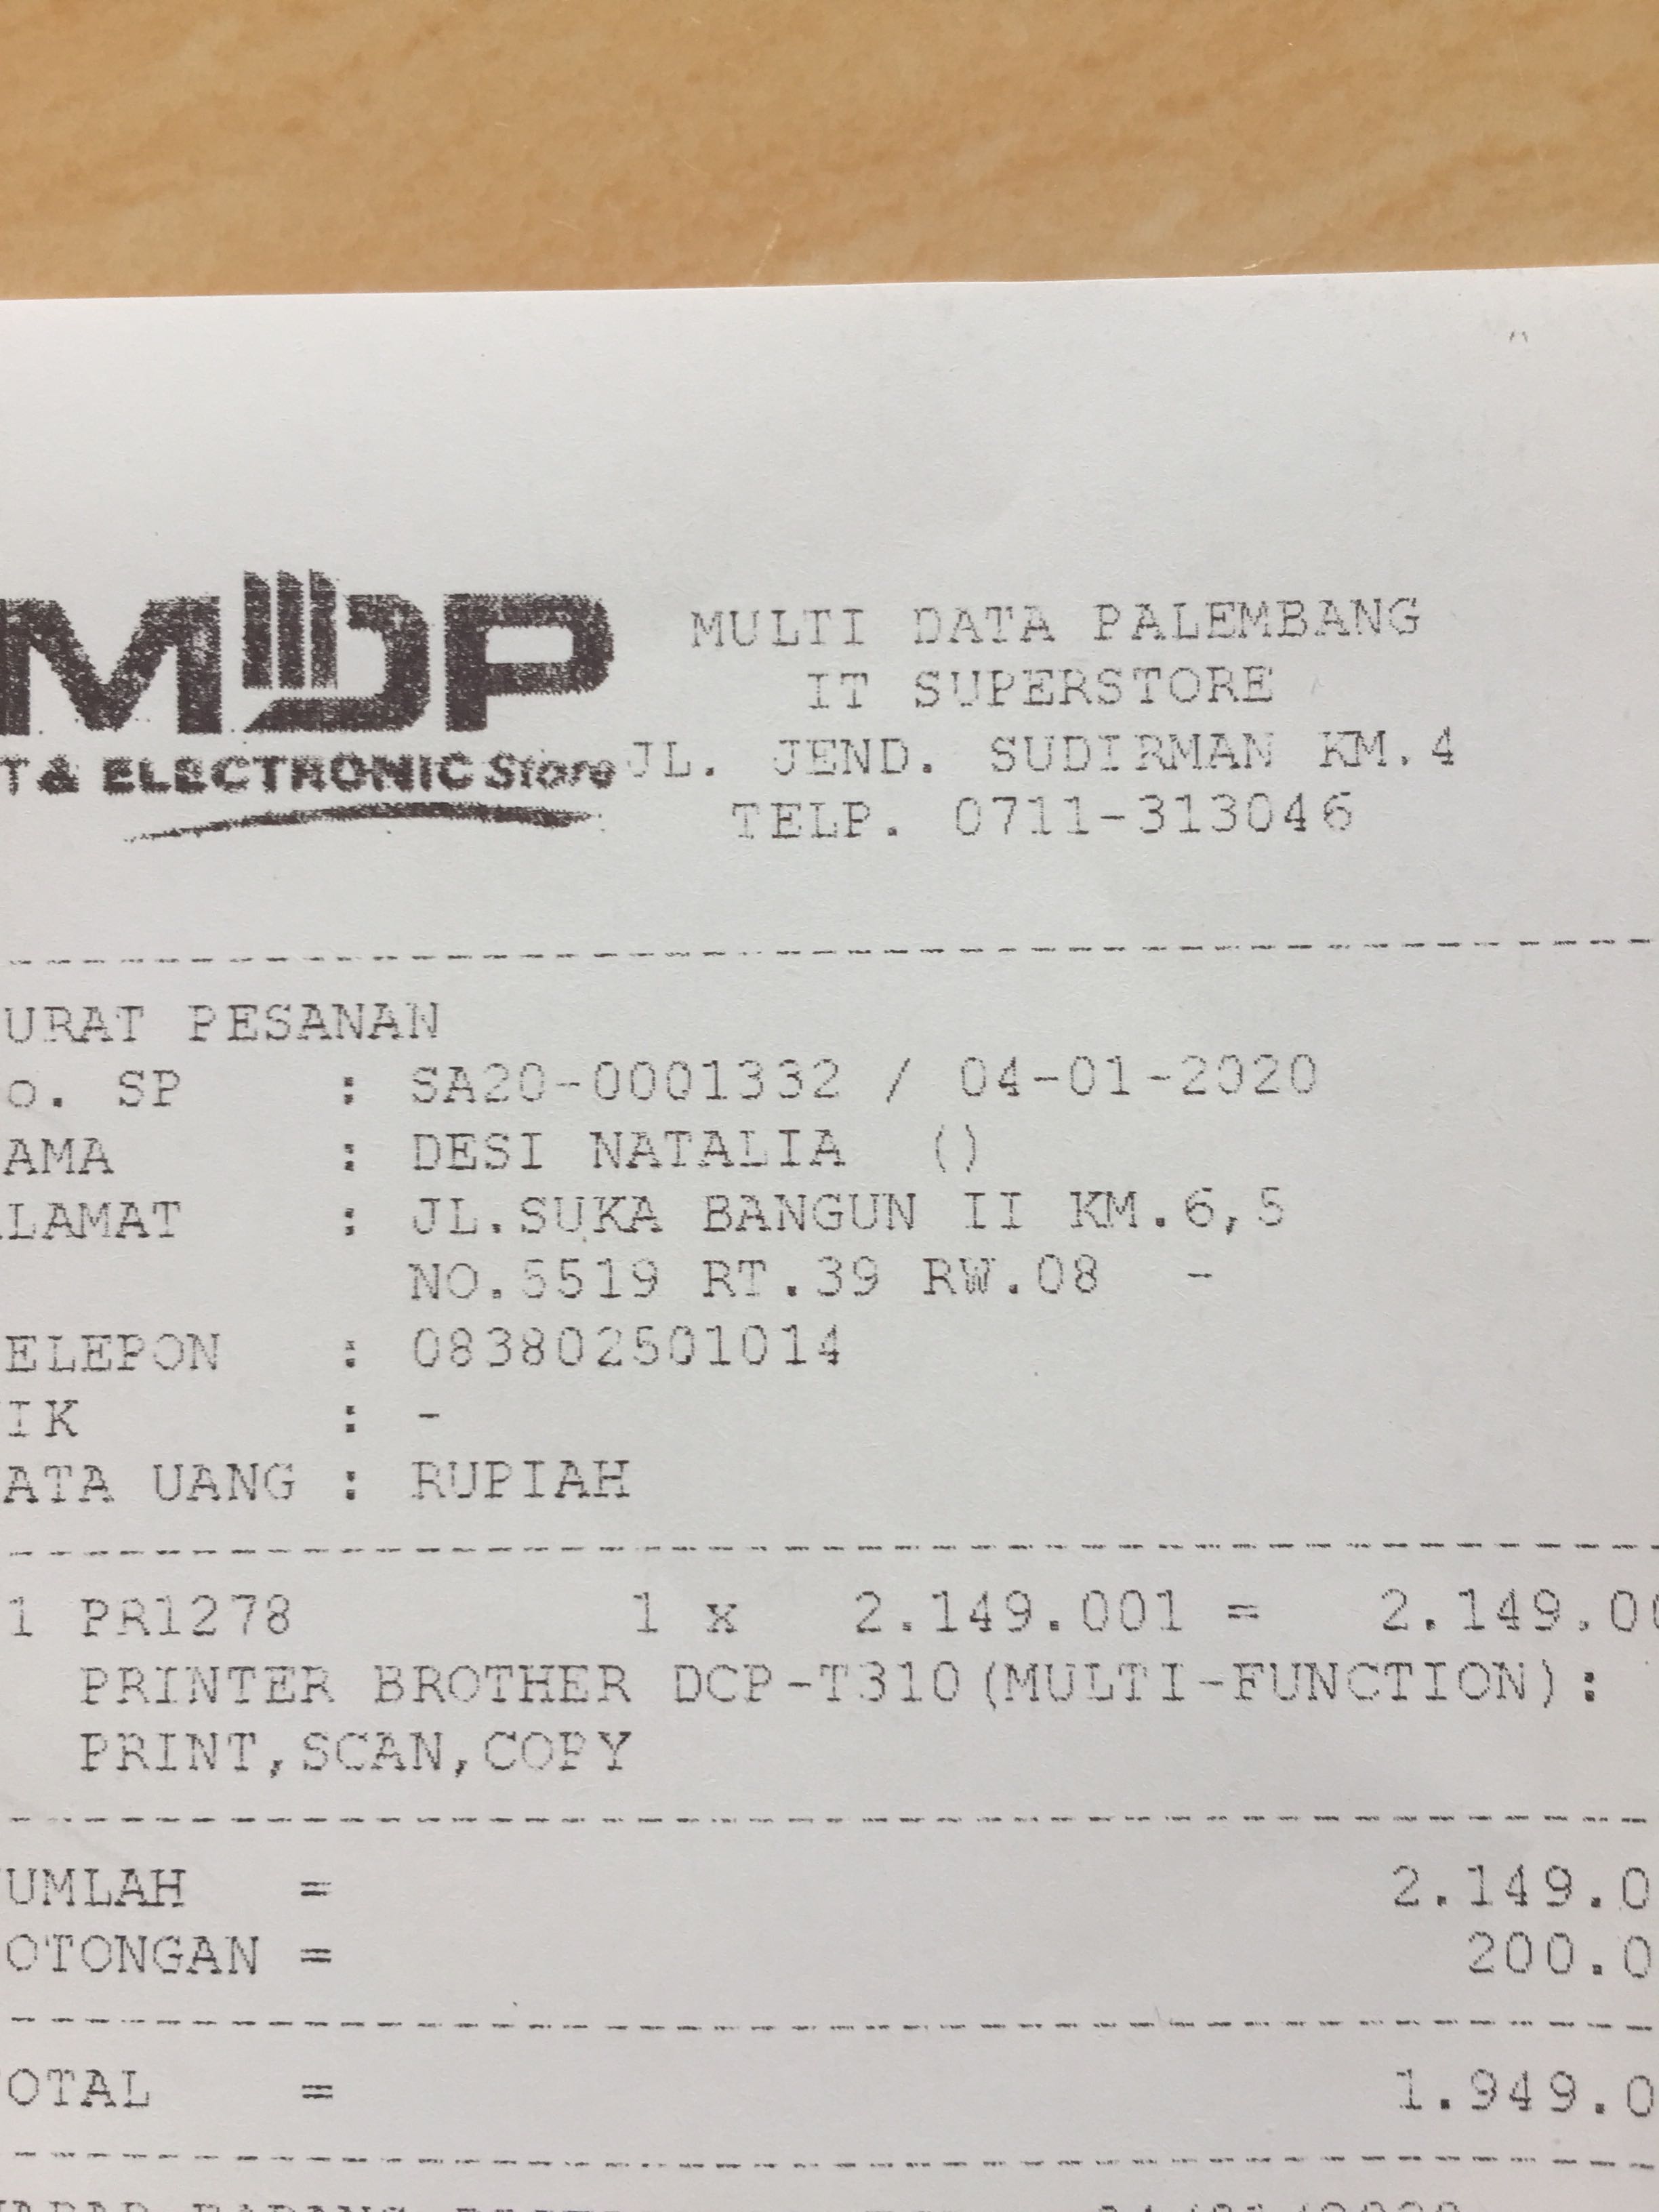 MDP
MULTI DATA PALEMBANG
IT SUPERSTORE
T & ELECTRONIC Store
JL. JEND. SUDIRMAN KM.4
TELP. 0711-313046
URAT PESANAN
o. SP : SA20-0001332 / 04-01-2020
AMA : DESI NATALIA ()
LAMAT : JL.SUKA BANGUN II KM.6,5
NO.5519 RT.39 RW.08 -
ELEPON : 083802501014
IK : -
ATA UANG : RUPIAH
1 PR1278 1 x 2.149.001 = 2.149.00
PRINTER BROTHER DCP-T310(MULTI-FUNCTION):
PRINT,SCAN,COPY
UMLAH = 2.149.0
OTONGAN = 200.0
OTAL = 1.949.0